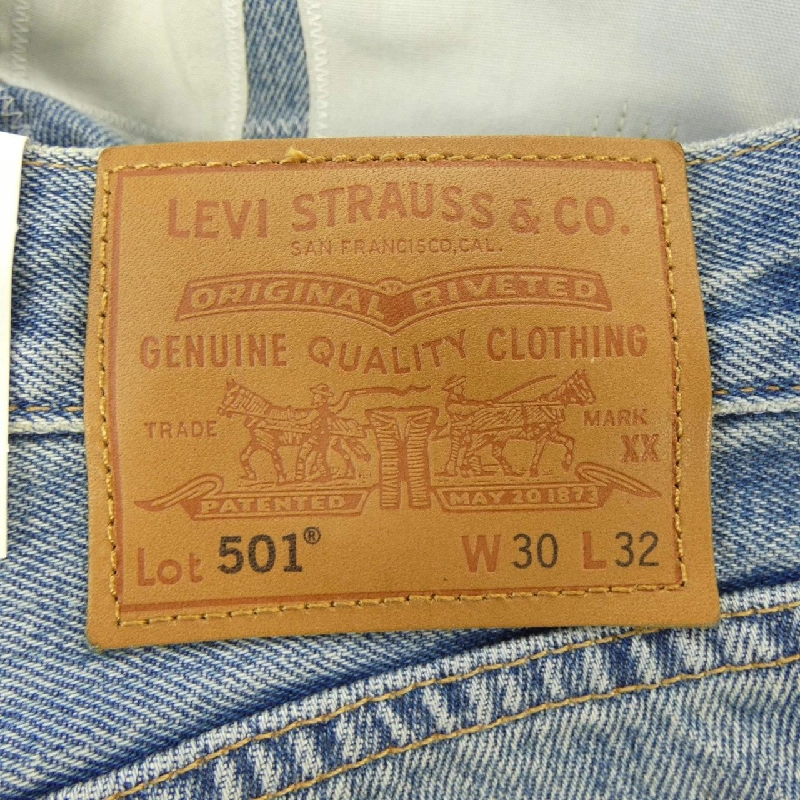 LEVI STRAUSS & CO.
SAN FRANCISCO, CAL.
ORIGINAL RIVETED
GENUINE QUALITY CLOTHING
TRADE MARK
XX
PATENTED MAY 20 1873
Lot 501® W 30 L 32